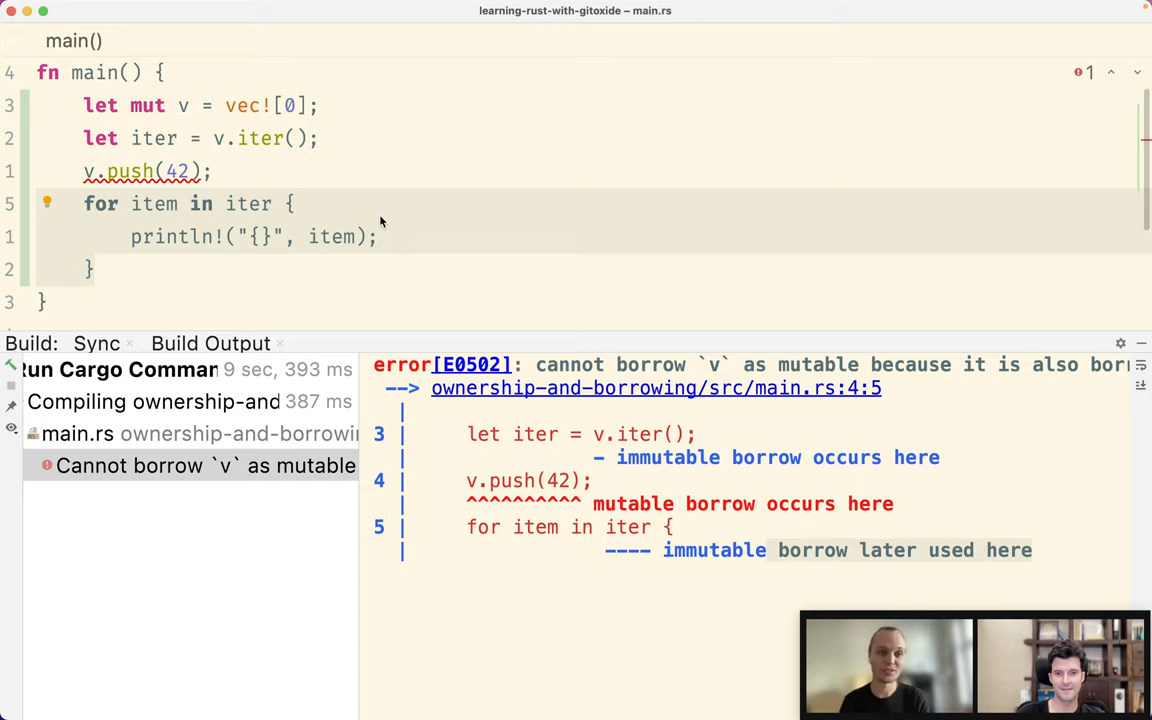 learning-rust-with-gitoxide – main.rs
main()
4 fn main() {
1
3 let mut v = vec![0];
2 let iter = v.iter();
1 v.push(42);
5 for item in iter {
1 println!("{}", item);
2 }
3 }
Build: Sync × Build Output ×
Run Cargo Comman 9 sec, 393 ms
Compiling ownership-and 387 ms
main.rs ownership-and-borrowi
Cannot borrow `v` as mutable
error[E0502]: cannot borrow `v` as mutable because it is also borr
--> ownership-and-borrowing/src/main.rs:4:5
|
3 | let iter = v.iter();
| - immutable borrow occurs here
4 | v.push(42);
| ^^^^^^^^^^ mutable borrow occurs here
5 | for item in iter {
| ---- immutable borrow later used here